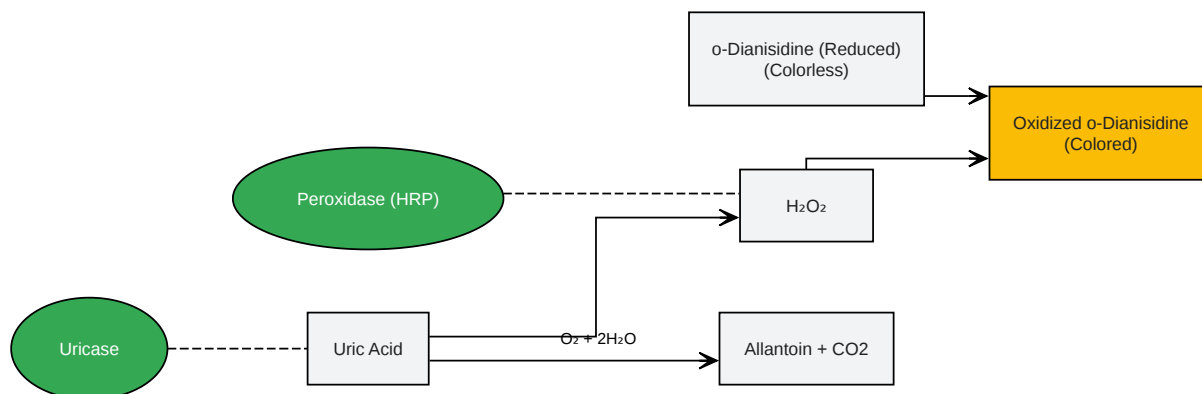 o-Dianisidine (Reduced)
(Colorless)
Oxidized o-Dianisidine
(Colored)
Peroxidase (HRP)
H₂O₂
O₂ + 2H₂O
Uricase
Uric Acid
Allantoin + CO2